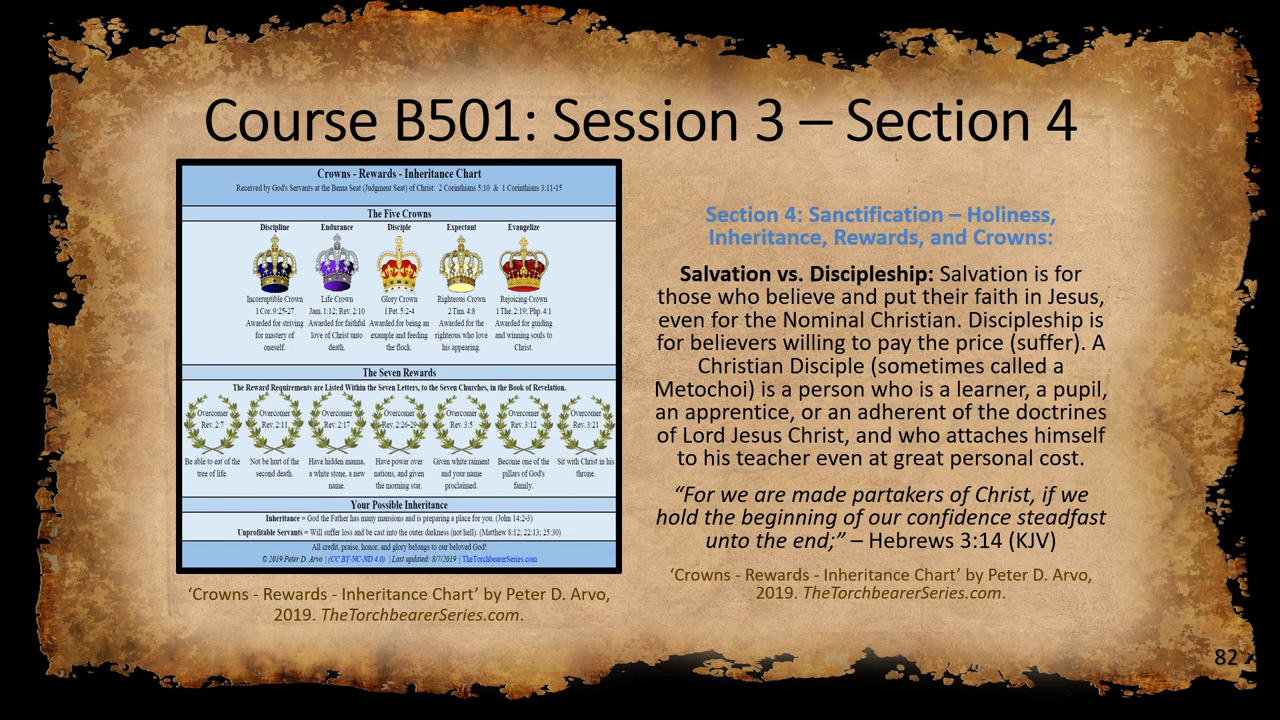 Course B501: Session 3 – Section 4
Crowns - Rewards - Inheritance Chart
Received by God's Servants at the Bema Seat (Judgment Seat) of Christ: 2 Corinthians 5:10 & 1 Corinthians 3:11-15
The Five Crowns
Discipline Endurance Disciple Expectant Evangelize
Incorruptible Crown Life Crown Glory Crown Righteous Crown Rejoicing Crown
1 Cor. 9:25-27 Jam. 1:12; Rev. 2:10 1 Pet. 5:2-4 2 Tim. 4:8 1 The. 2:19; Php. 4:1
Awarded for striving Awarded for faithful Awarded for being an Awarded for the Awarded for guiding
for mastery of love of Christ unto example and feeding righteous who love and winning souls to
oneself. death. the flock. his appearing. Christ.
The Seven Rewards
The Reward Requirements are Listed Within the Seven Letters, to the Seven Churches, in the Book of Revelation.
Overcomer Overcomer Overcomer Overcomer Overcomer Overcomer Overcomer
Rev. 2:7 Rev. 2:11 Rev. 2:17 Rev. 2:26-29 Rev. 3:5 Rev. 3:12 Rev. 3:21
Be able to eat of the Not be hurt of the Have hidden manna, Have power over Given white raiment Become one of the Sit with Christ in his
tree of life. second death. a white stone, a new nations, and given and your name pillars of God's throne.
name. the morning star. proclaimed. family.
Your Possible Inheritance
Inheritance = God the Father has many mansions and is preparing a place for you. (John 14:2-3)
Unprofitable Servants = Will suffer loss and be cast into the outer darkness (not hell). (Matthew 8:12; 22:13; 25:30)
All credit, praise, honor, and glory belongs to our beloved God!
© 2019 Peter D. Arvo | (CC BY-NC-ND 4.0) | Last updated: 8/7/2019 | TheTorchbearerSeries.com
‘Crowns - Rewards - Inheritance Chart’ by Peter D. Arvo,
2019. TheTorchbearerSeries.com.
Section 4: Sanctification – Holiness,
Inheritance, Rewards, and Crowns:
Salvation vs. Discipleship: Salvation is for
those who believe and put their faith in Jesus,
even for the Nominal Christian. Discipleship is
for believers willing to pay the price (suffer). A
Christian Disciple (sometimes called a
Metochoi) is a person who is a learner, a pupil,
an apprentice, or an adherent of the doctrines
of Lord Jesus Christ, and who attaches himself
to his teacher even at great personal cost.
“For we are made partakers of Christ, if we
hold the beginning of our confidence steadfast
unto the end;” – Hebrews 3:14 (KJV)
‘Crowns - Rewards - Inheritance Chart’ by Peter D. Arvo,
2019. TheTorchbearerSeries.com.
82